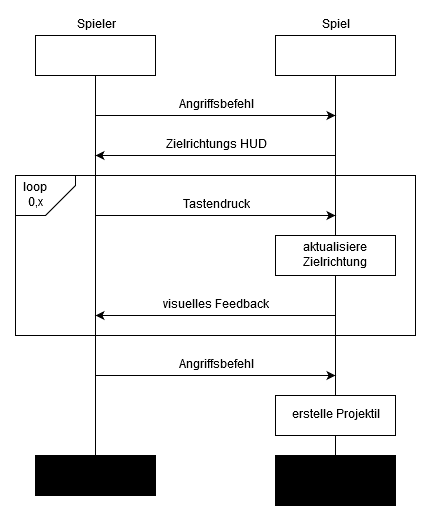 Spieler
Spiel
Angriffsbefehl
Zielrichtungs HUD
loop
0,x
Tastendruck
aktualisiere
Zielrichtung
visuelles Feedback
Angriffsbefehl
erstelle Projektil